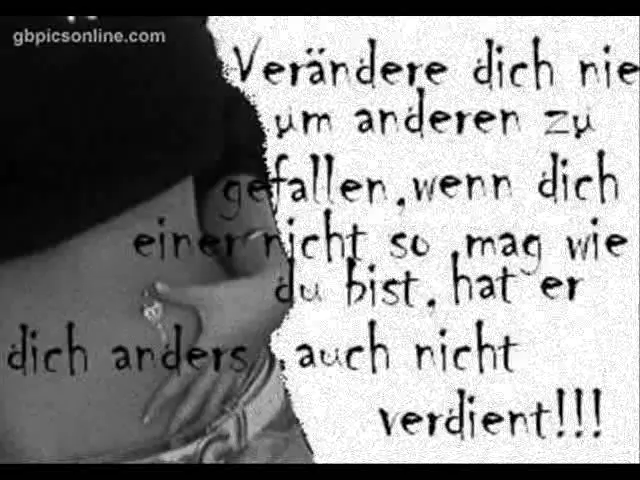 gbpicsonline.com
Verändere dich nie
um anderen zu
gefallen, wenn dich
einer nicht so mag wie
du bist, hat er
dich anders, auch nicht
verdient!!!